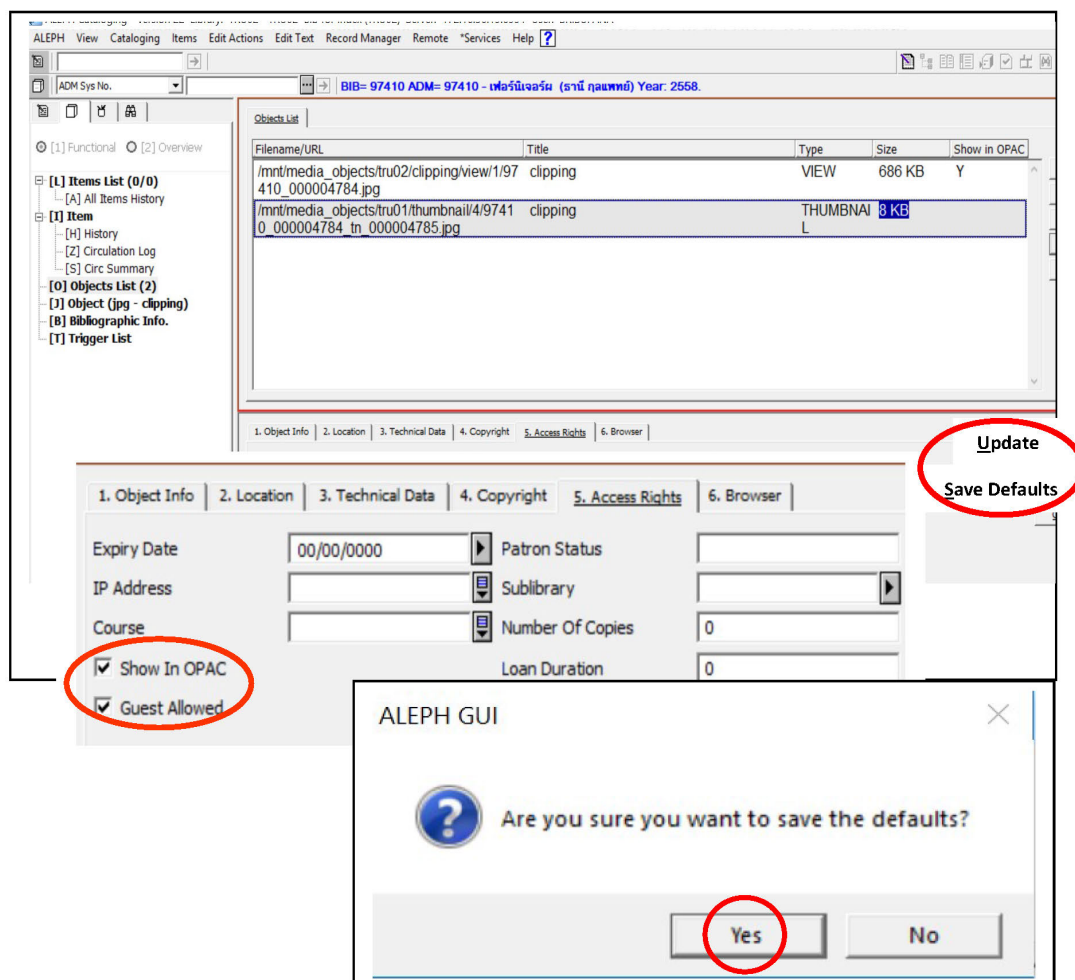 ALEPH View Cataloging Items Edit Actions Edit Text Record Manager Remote *Services Help ?
ADM Sys No.
BIB= 97410 ADM= 97410 - เฟอร์นิเจอร์ผ (ธานี กุลแพทย์) Year: 2558.
[1] Functional [2] Overview
Objects List
Filename/URL Title Type Size Show in OPAC
/mnt/media_objects/tru02/clipping/view/1/97 clipping VIEW 686 KB Y
410_000004784.jpg
/mnt/media_objects/tru01/thumbnail/4/9741 clipping THUMBNAI 8 KB
0_000004784_tn_000004785.jpg L
[L] Items List (0/0)
[A] All Items History
[I] Item
[H] History
[Z] Circulation Log
[S] Circ Summary
[O] Objects List (2)
[J] Object (jpg - clipping)
[B] Bibliographic Info.
[T] Trigger List
1. Object Info 2. Location 3. Technical Data 4. Copyright 5. Access Rights 6. Browser
Update
Save Defaults
1. Object Info 2. Location 3. Technical Data 4. Copyright 5. Access Rights 6. Browser
Expiry Date 00/00/0000 Patron Status
IP Address Sublibrary
Course Number Of Copies 0
Show In OPAC Loan Duration 0
Guest Allowed
ALEPH GUI
Are you sure you want to save the defaults?
Yes No